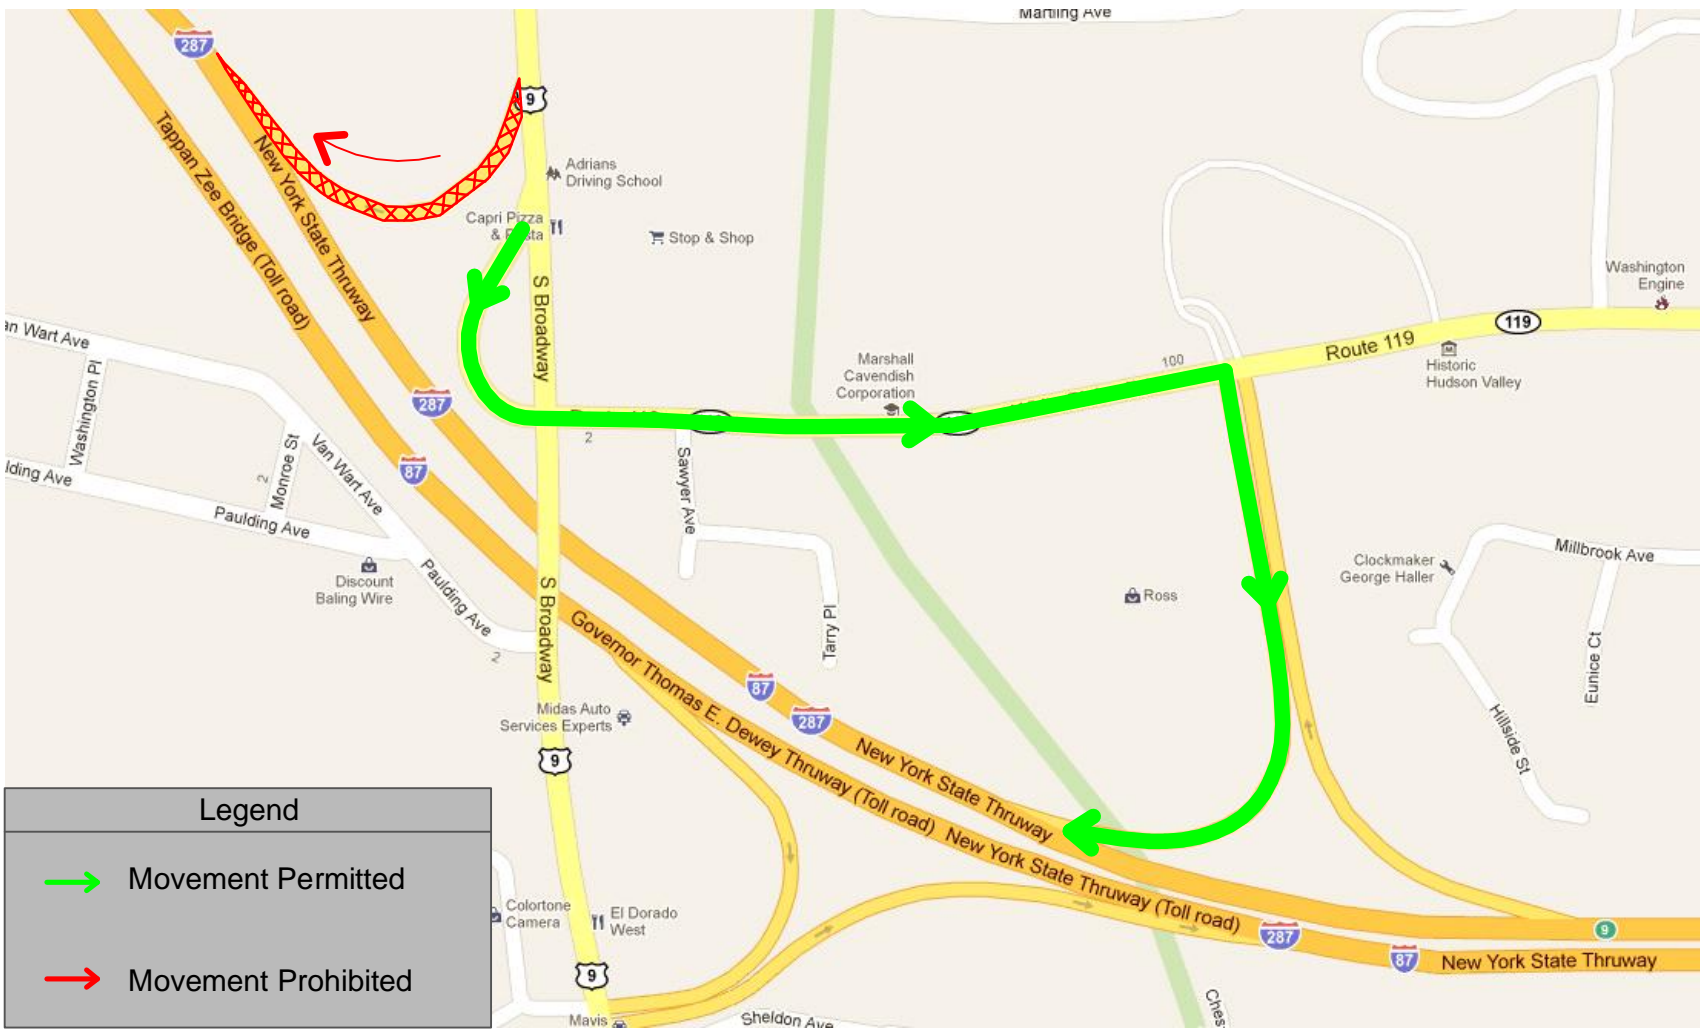 Martling Ave
287
9
Adrians
Driving School
Tappan Zee Bridge (Toll road)
New York State Thruway
Capri Pizza
Stop & Shop
Washington
Engine
S Broadway
119
Route 119
an Wart Ave
Marshall
Cavendish
Corporation
100
Historic
Hudson Valley
Washington Pl
287
2
Monroe St
Van Wart Ave
87
Sawyer Ave
lding Ave
2
Paulding Ave
Millbrook Ave
Clockmaker
George Haller
Discount
Baling Wire
Paulding Ave
S Broadway
Ross
Tarry Pl
Governor Thomas E. Dewey Thruway (Toll road)
2
Eunice Ct
87
287
Midas Auto
Services Experts
Hillside St
9
New York State Thruway
New York State Thruway (Toll road)
Legend
Movement Permitted
Movement Prohibited
Colortone
Camera
El Dorado
West
287
9
87
New York State Thruway
9
Mavis
Sheldon Ave
Ches